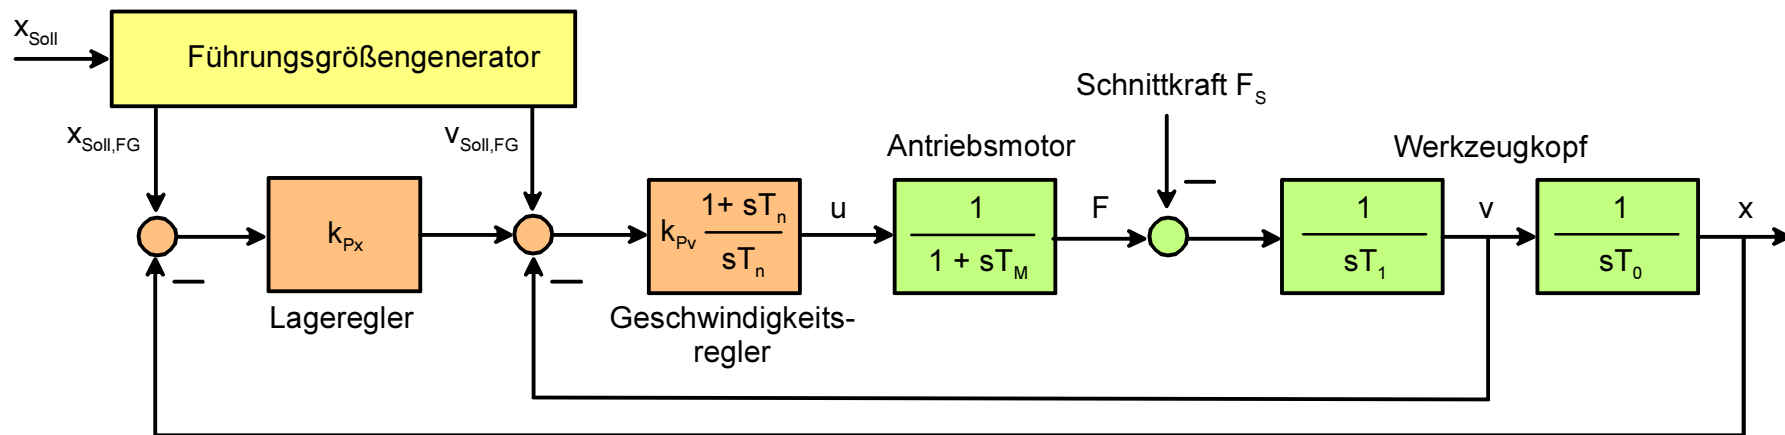 x_Soll
Führungsgrößengenerator
x_Soll,FG
v_Soll,FG
Schnittkraft F_S
Antriebsmotor
Werkzeugkopf
k_Px
k_Pv (1+ sT_n) / (sT_n)
u
1 / (1 + sT_M)
F
1 / (sT_1)
v
1 / (sT_0)
x
Lageregler
Geschwindigkeits-
regler